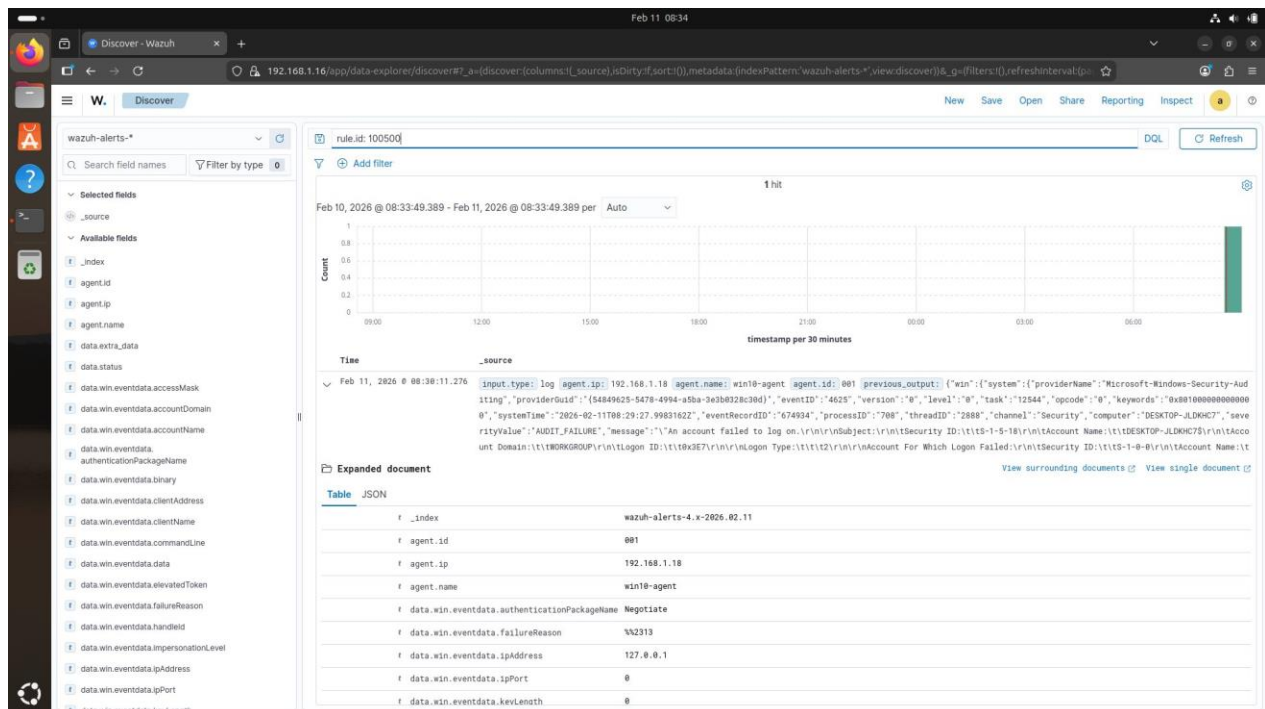 Feb 11 08:34
Discover - Wazuh
192.168.1.16/app/data-explorer/discover#?_a=(discover:(columns:!(_source),isDirty:!f,sort:!()),metadata:(indexPattern:'wazuh-alerts-*',view:discover))&_g=(filters:!(),refreshInterval:(pa
W. Discover New Save Open Share Reporting Inspect a
wazuh-alerts-*
rule.id: 100500 DQL Refresh
Search field names Filter by type 0
Add filter
Selected fields
_source
Available fields
t _index
t agent.id
t agent.ip
t agent.name
t data.extra_data
t data.status
t data.win.eventdata.accessMask
t data.win.eventdata.accountDomain
t data.win.eventdata.accountName
t data.win.eventdata.authenticationPackageName
t data.win.eventdata.binary
t data.win.eventdata.clientAddress
t data.win.eventdata.clientName
t data.win.eventdata.commandLine
t data.win.eventdata.data
t data.win.eventdata.elevatedToken
t data.win.eventdata.failureReason
t data.win.eventdata.handleId
t data.win.eventdata.impersonationLevel
t data.win.eventdata.ipAddress
t data.win.eventdata.ipPort
1 hit
Feb 10, 2026 @ 08:33:49.389 - Feb 11, 2026 @ 08:33:49.389 per Auto
Count
1
0.8
0.6
0.4
0.2
0
09:00 12:00 15:00 18:00 21:00 00:00 03:00 06:00
timestamp per 30 minutes
Time _source
Feb 11, 2026 @ 08:30:11.276 input.type: log agent.ip: 192.168.1.18 agent.name: win10-agent agent.id: 001 previous_output: {"win":{"system":{"providerName":"Microsoft-Windows-Security-Aud
iting","providerGuid":"{54849625-5478-4994-a5ba-3e3b0328c30d}","eventID":"4625","version":"0","level":"0","task":"12544","opcode":"0","keywords":"0x801000000000000
0","systemTime":"2026-02-11T08:29:27.9983162Z","eventRecordID":"674934","processID":"708","threadID":"2888","channel":"Security","computer":"DESKTOP-JLDKHC7","seve
rityValue":"AUDIT_FAILURE","message":"\"An account failed to log on.\r\n\r\nSubject:\r\n\tSecurity ID:\t\tS-1-5-18\r\n\tAccount Name:\t\tDESKTOP-JLDKHC7$\r\n\tAcco
unt Domain:\t\tWORKGROUP\r\n\tLogon ID:\t\t0x3E7\r\n\r\nLogon Type:\t\t\t2\r\n\r\nAccount For Which Logon Failed:\r\n\tSecurity ID:\t\tS-1-0-0\r\n\tAccount Name:\t
Expanded document View surrounding documents View single document
Table JSON
t _index wazuh-alerts-4.x-2026.02.11
t agent.id 001
t agent.ip 192.168.1.18
t agent.name win10-agent
t data.win.eventdata.authenticationPackageName Negotiate
t data.win.eventdata.failureReason %%2313
t data.win.eventdata.ipAddress 127.0.0.1
t data.win.eventdata.ipPort 0
t data.win.eventdata.keyLength 0